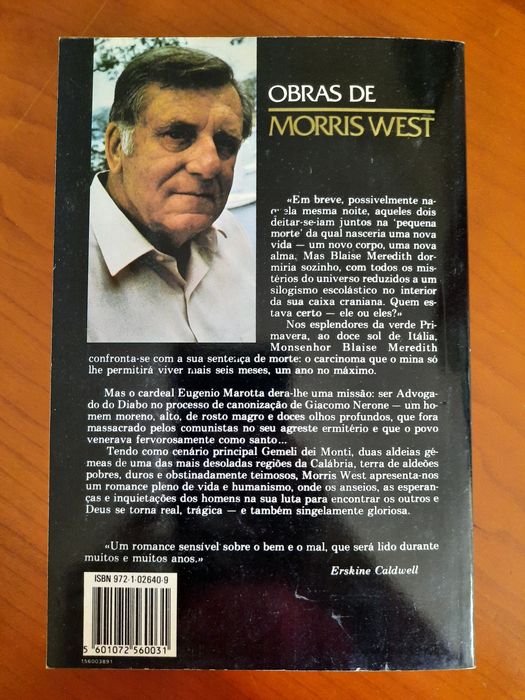 OBRAS DE
MORRIS WEST
«Em breve, possivelmente na-
quela mesma noite, aqueles dois
deitar-se-iam juntos na 'pequena
morte' da qual nasceria uma nova
vida — um novo corpo, uma nova
alma. Mas Blaise Meredith dor-
miria sozinho, com todos os mis-
térios do universo reduzidos a um
silogismo escolástico no interior
da sua caixa craniana. Quem es-
tava certo — ele ou eles?»
Nos esplendores da verde Pri-
mavera, ao doce sol de Itália,
Monsenhor Blaise Meredith
confronta-se com a sua sentença de morte: o carcinoma que o mina só
lhe permitirá viver mais seis meses, um ano no máximo.
Mas o cardeal Eugenio Marotta dera-lhe uma missão: ser Advoga-
do do Diabo no processo de canonização de Giacomo Nerone — um ho-
mem moreno, alto, de rosto magro e doces olhos profundos, que fora
massacrado pelos comunistas no seu agreste ermitério e que o povo
venerava fervorosamente como santo...
Tendo como cenário principal Gemeli dei Monti, duas aldeias gé-
meas de uma das mais desoladas regiões da Calábria, terra de aldeões
pobres, duros e obstinadamente teimosos, Morris West apresenta-nos
um romance pleno de vida e humanismo, onde os anseios, as esperan-
ças e inquietações dos homens na sua luta para encontrar os outros e
Deus se torna real, trágica — e também singelamente gloriosa.
«Um romance sensível sobre o bem e o mal, que será lido durante
muitos e muitos anos.»
Erskine Caldwell
ISBN 972-1-02640-9
5 601072 560031
156003891